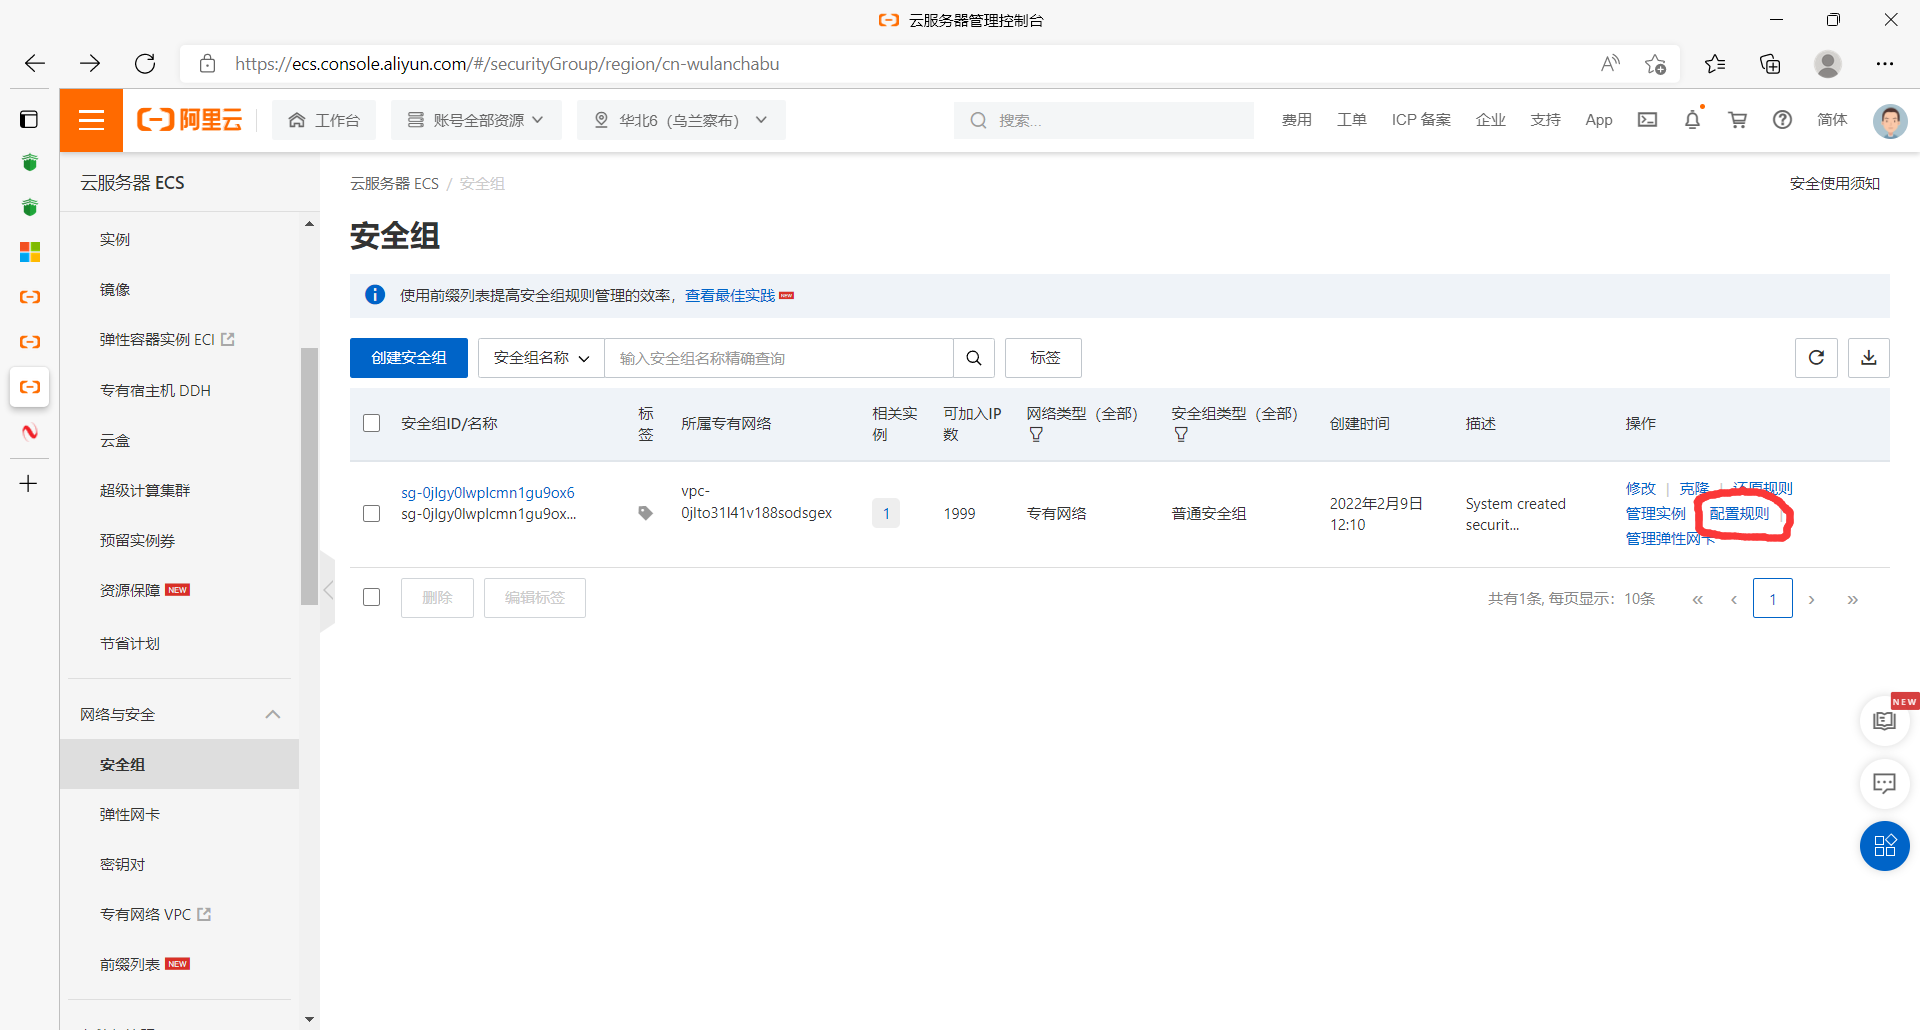 云服务器管理控制台
https://ecs.console.aliyun.com/#/securityGroup/region/cn-wulanchabu
阿里云
工作台
账号全部资源
华北6（乌兰察布）
搜索...
费用
工单
ICP 备案
企业
支持
App
简体
云服务器 ECS
实例
镜像
弹性容器实例 ECI
专有宿主机 DDH
云盒
超级计算集群
预留实例券
资源保障 NEW
节省计划
网络与安全
安全组
弹性网卡
密钥对
专有网络 VPC
前缀列表 NEW
云服务器 ECS / 安全组
安全使用须知
安全组
使用前缀列表提高安全组规则管理的效率，查看最佳实践 NEW
创建安全组
安全组名称
输入安全组名称精确查询
标签
安全组ID/名称
标
签
所属专有网络
相关实
例
可加入IP
数
网络类型（全部）
安全组类型（全部）
创建时间
描述
操作
sg-0jlgy0lwplcmn1gu9ox6
sg-0jlgy0lwplcmn1gu9ox...
vpc-
0jlto31l41v188sodsgex
1
1999
专有网络
普通安全组
2022年2月9日
12:10
System created
securit...
修改 | 克隆 | 还原规则
管理实例 | 配置规则 |
管理弹性网卡
删除
编辑标签
共有1条, 每页显示：10条
« ‹ 1 › »
NEW